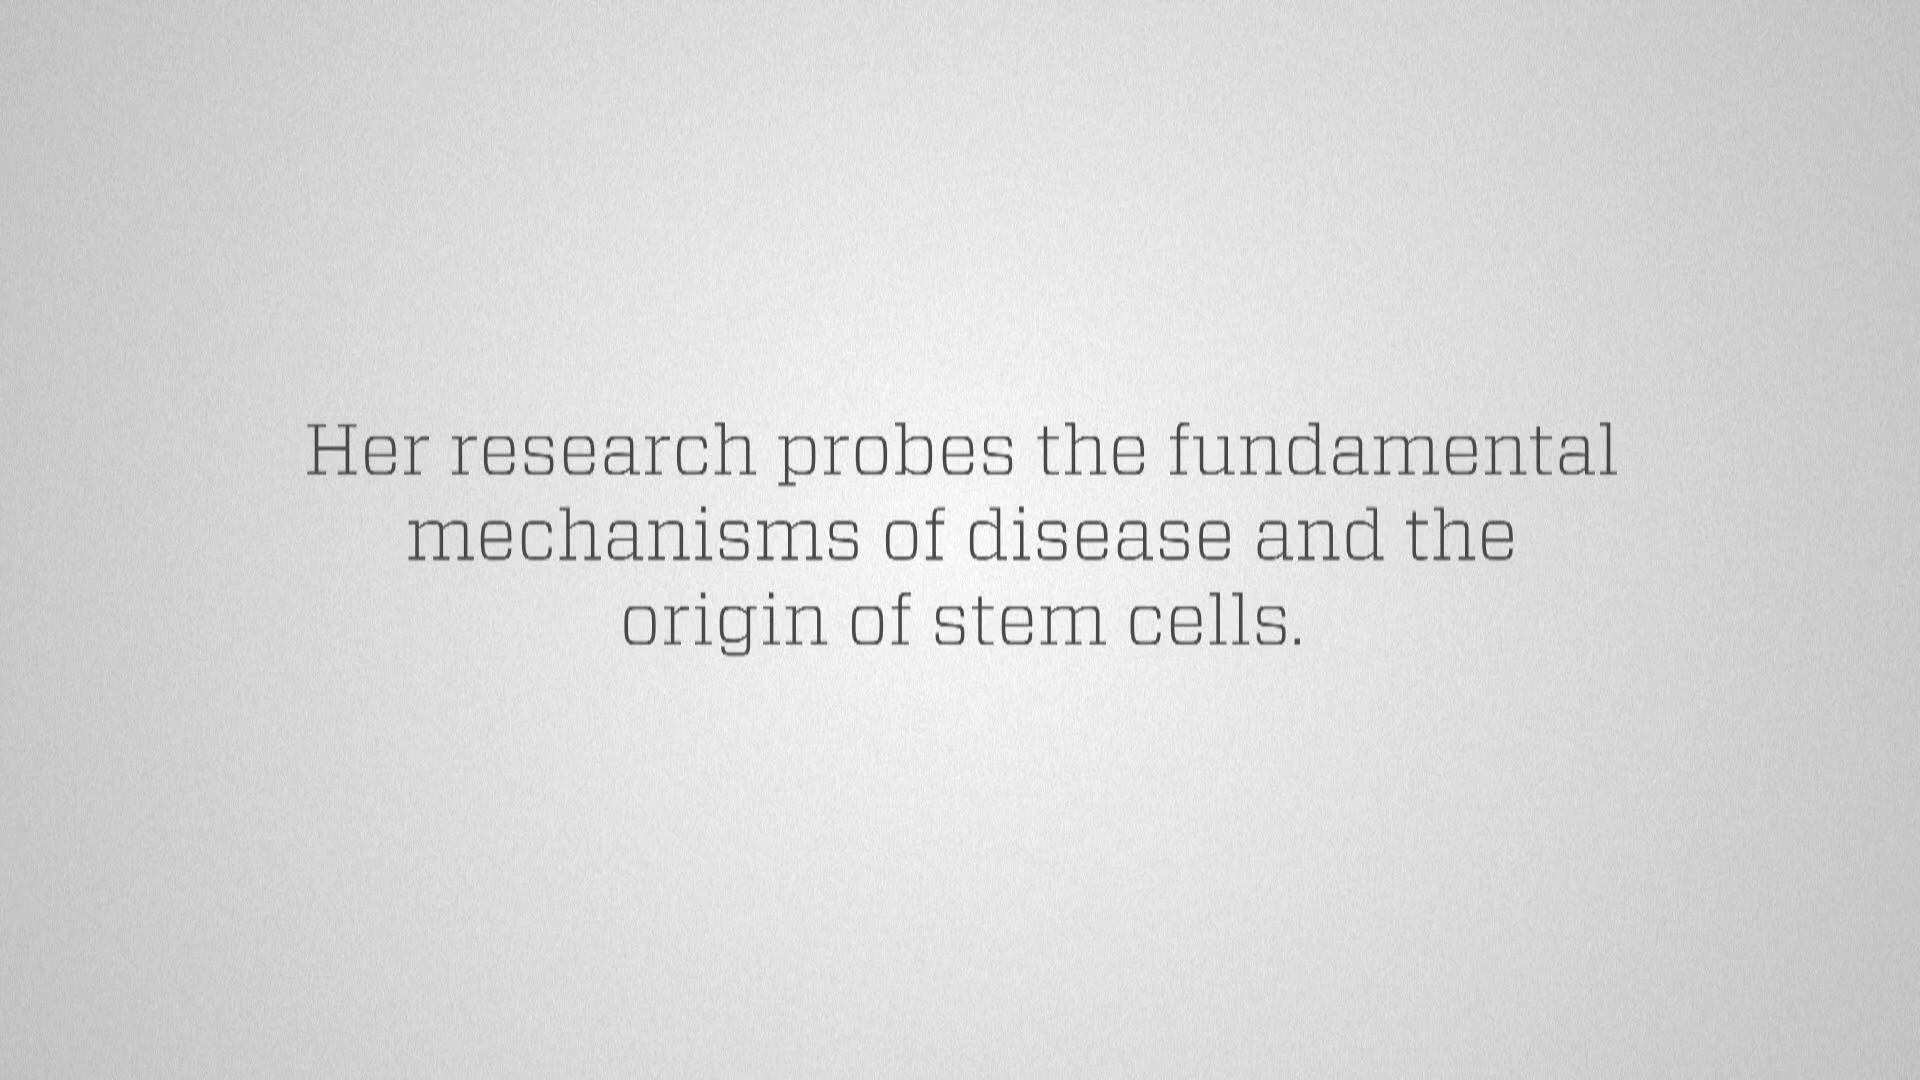 Her research probes the fundamental
mechanisms of disease and the
origin of stem cells.